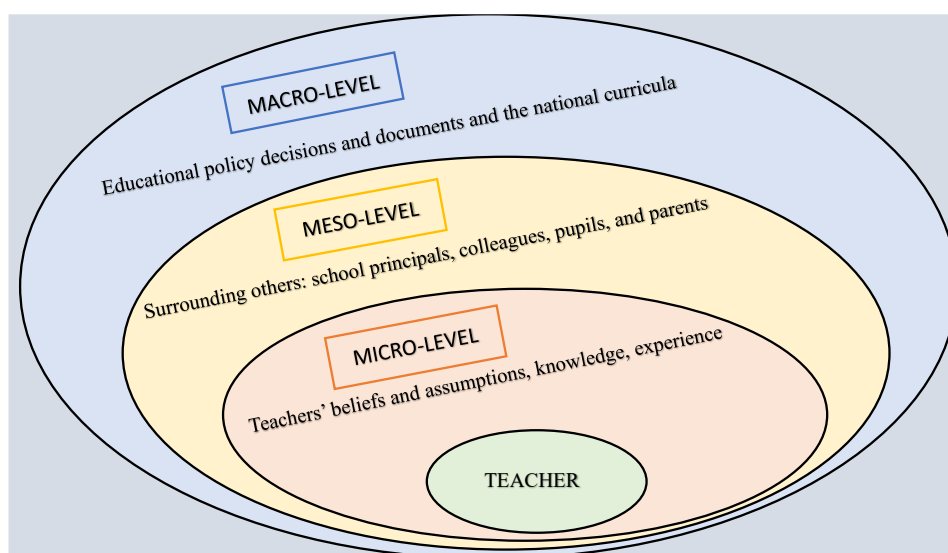 MACRO-LEVEL
Educational policy decisions and documents and the national curricula
MESO-LEVEL
Surrounding others: school principals, colleagues, pupils, and parents
MICRO-LEVEL
Teachers’ beliefs and assumptions, knowledge, experience
TEACHER